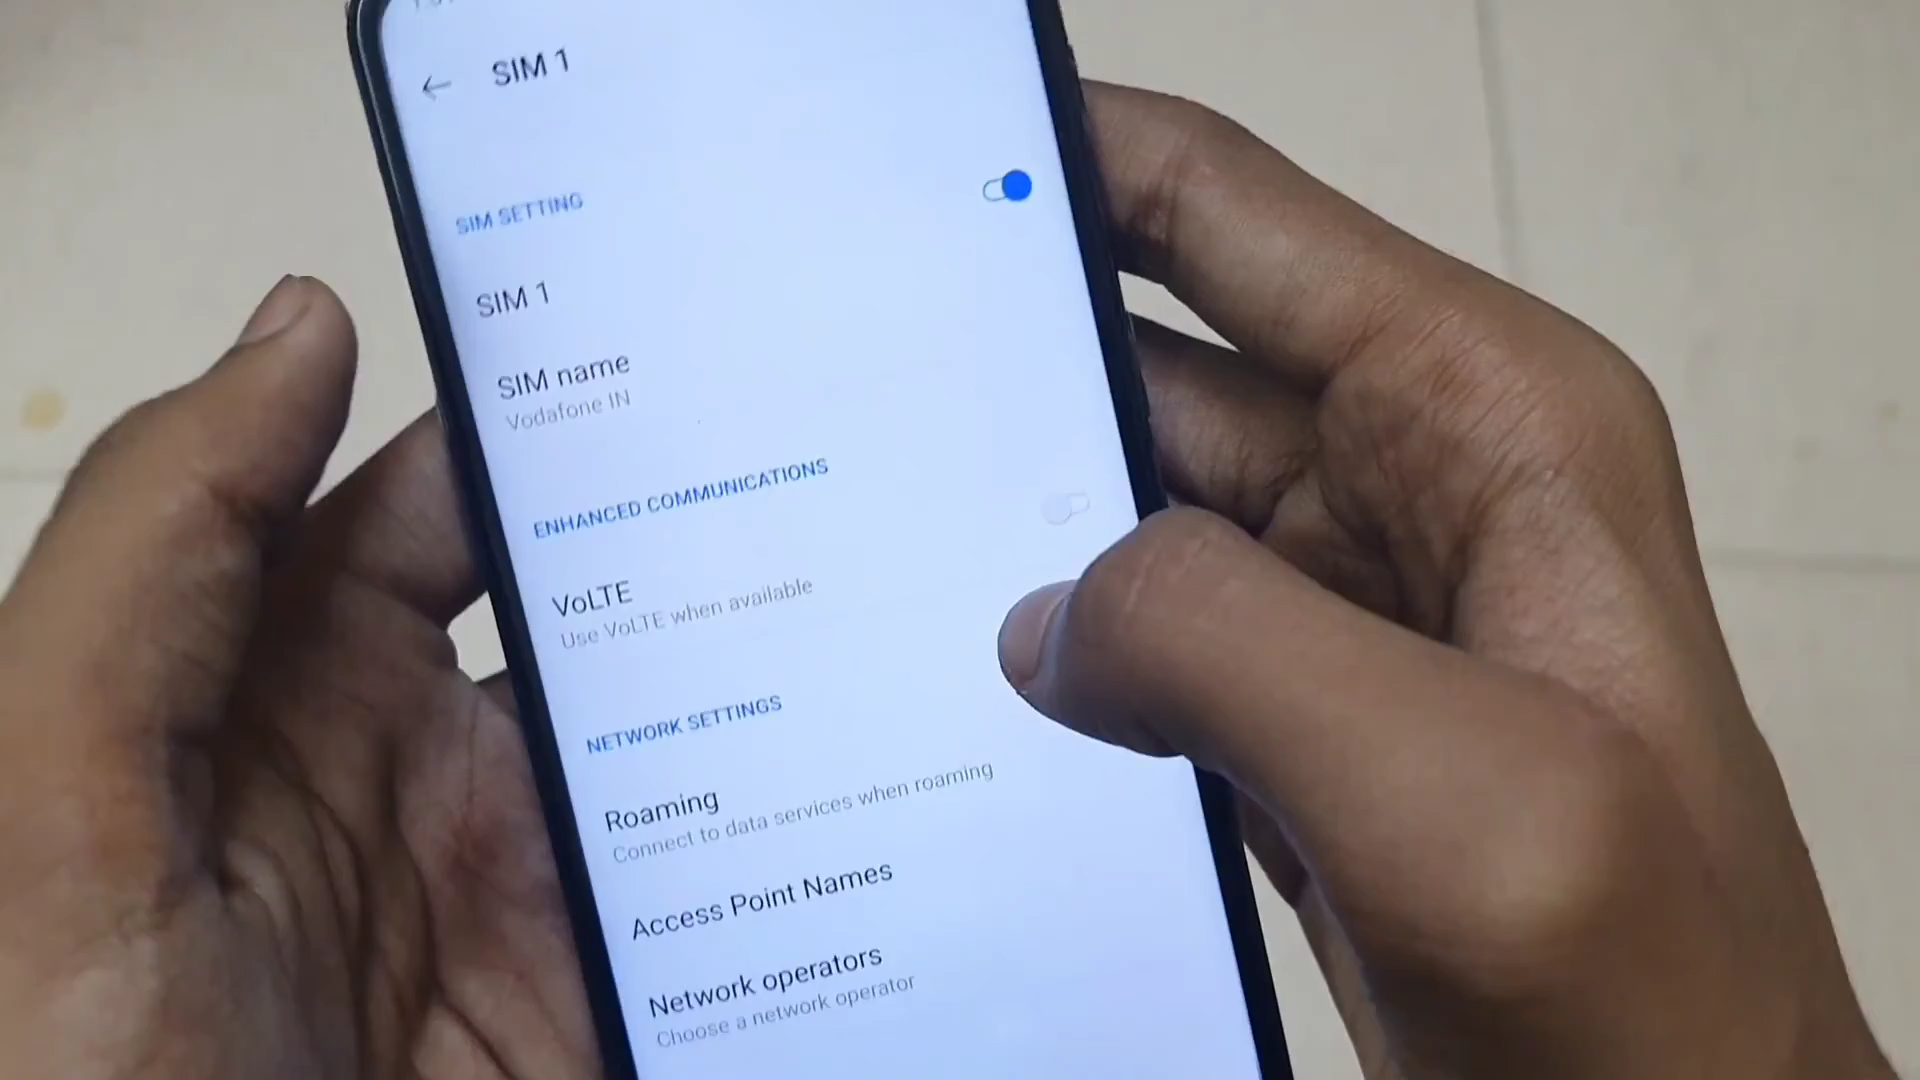 SIM 1
SIM SETTING
SIM 1
SIM name
Vodafone IN
ENHANCED COMMUNICATIONS
VoLTE
Use VoLTE when available
NETWORK SETTINGS
Roaming
Connect to data services when roaming
Access Point Names
Network operators
Choose a network operator